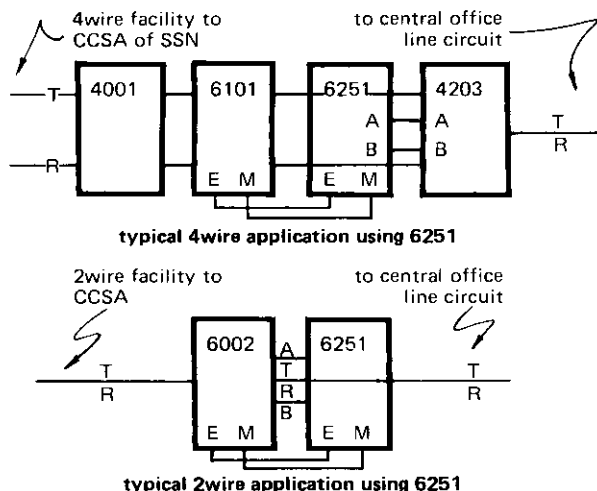 4wire facility to
CCSA of SSN
to central office
line circuit
T
4001
6101
6251
4203
T
A
A
R
B
B
R
E M
E M
typical 4wire application using 6251
2wire facility to
CCSA
to central office
line circuit
6002
A
6251
T
T
T
R
R
R
B
E M
E M
typical 2wire application using 6251